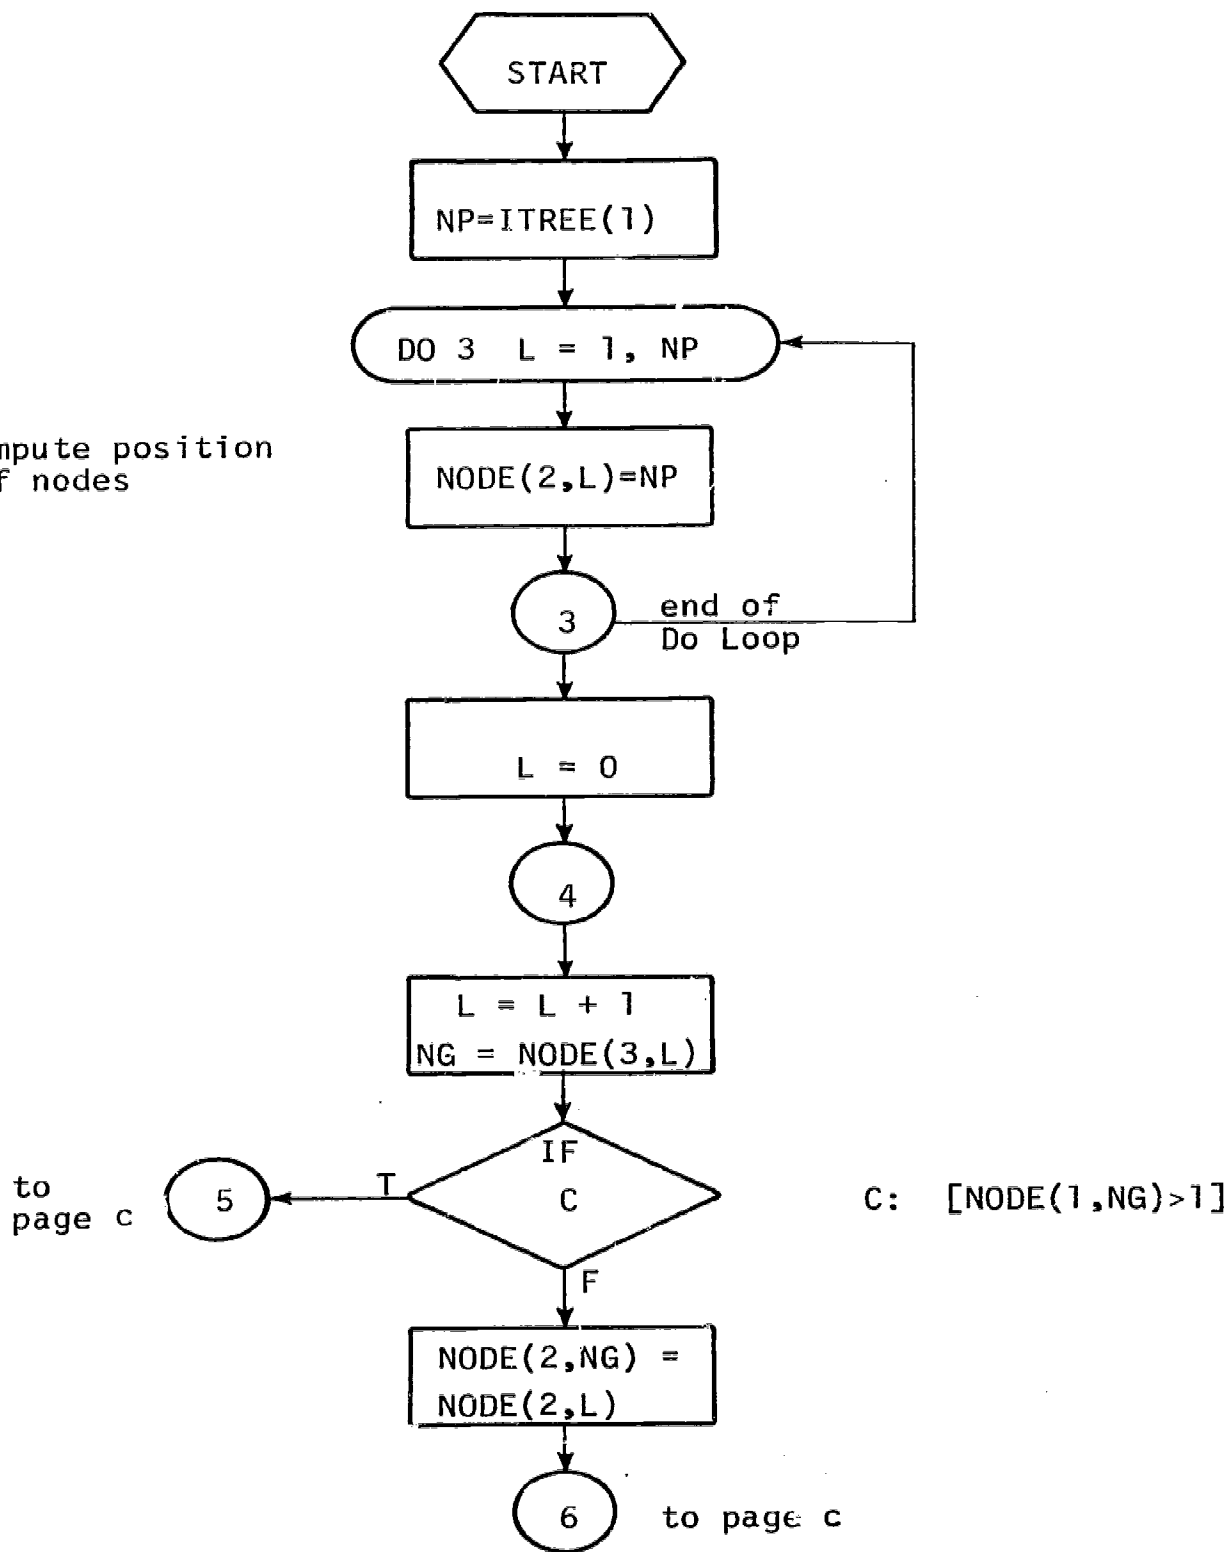 START
NP=ITREE(1)
DO 3 L = 1, NP
mpute position
f nodes
NODE(2,L)=NP
3
end of
Do Loop
L = 0
4
L = L + 1
NG = NODE(3,L)
IF
C
T
5
to
page c
C: [NODE(1,NG)>1]
F
NODE(2,NG) =
NODE(2,L)
6
to page c